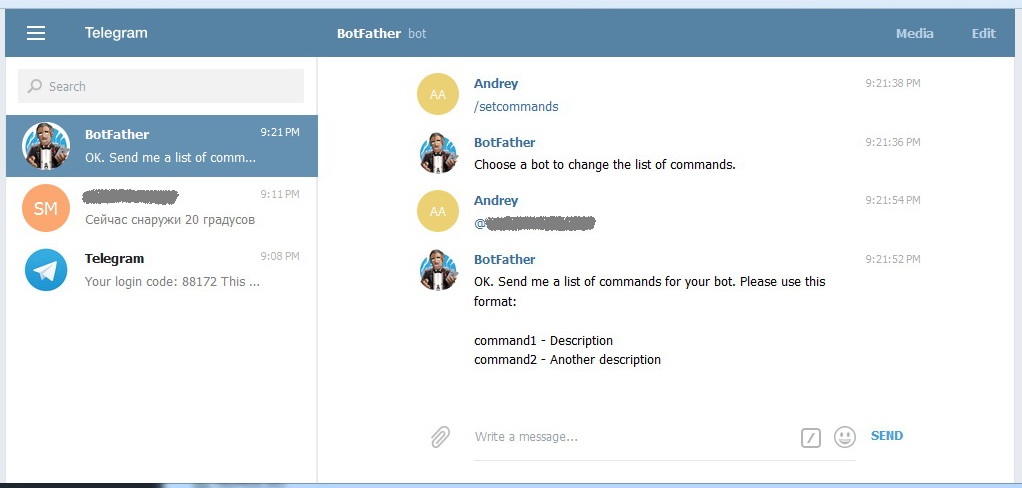 Telegram
BotFather bot
Media
Edit
Search
BotFather 9:21 PM
OK. Send me a list of comm...
SM
9:11 PM
Сейчас снаружи 20 градусов
Telegram 9:08 PM
Your login code: 88172 This ...
AA
Andrey 9:21:38 PM
/setcommands
BotFather 9:21:36 PM
Choose a bot to change the list of commands.
AA
Andrey 9:21:54 PM
@
BotFather 9:21:52 PM
OK. Send me a list of commands for your bot. Please use this
format:
command1 - Description
command2 - Another description
Write a message...
SEND